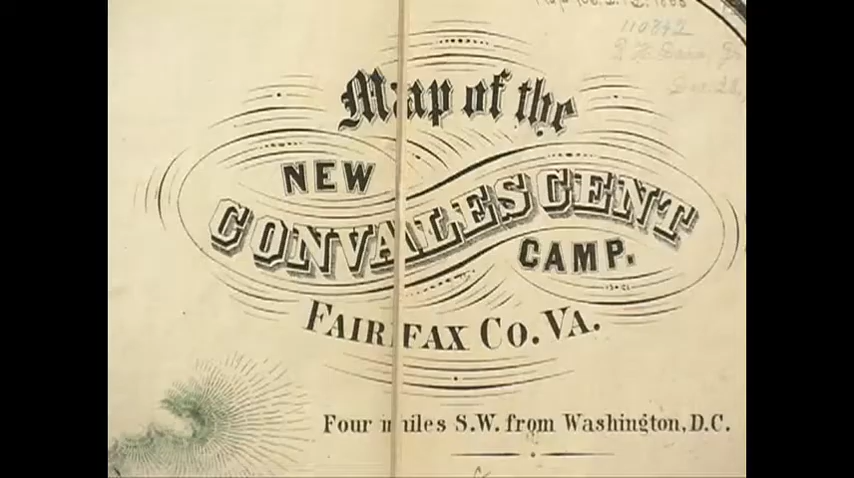 110842
Map of the
NEW
CONVALESCENT
CAMP.
FAIRFAX CO. VA.
Four miles S.W. from Washington, D.C.